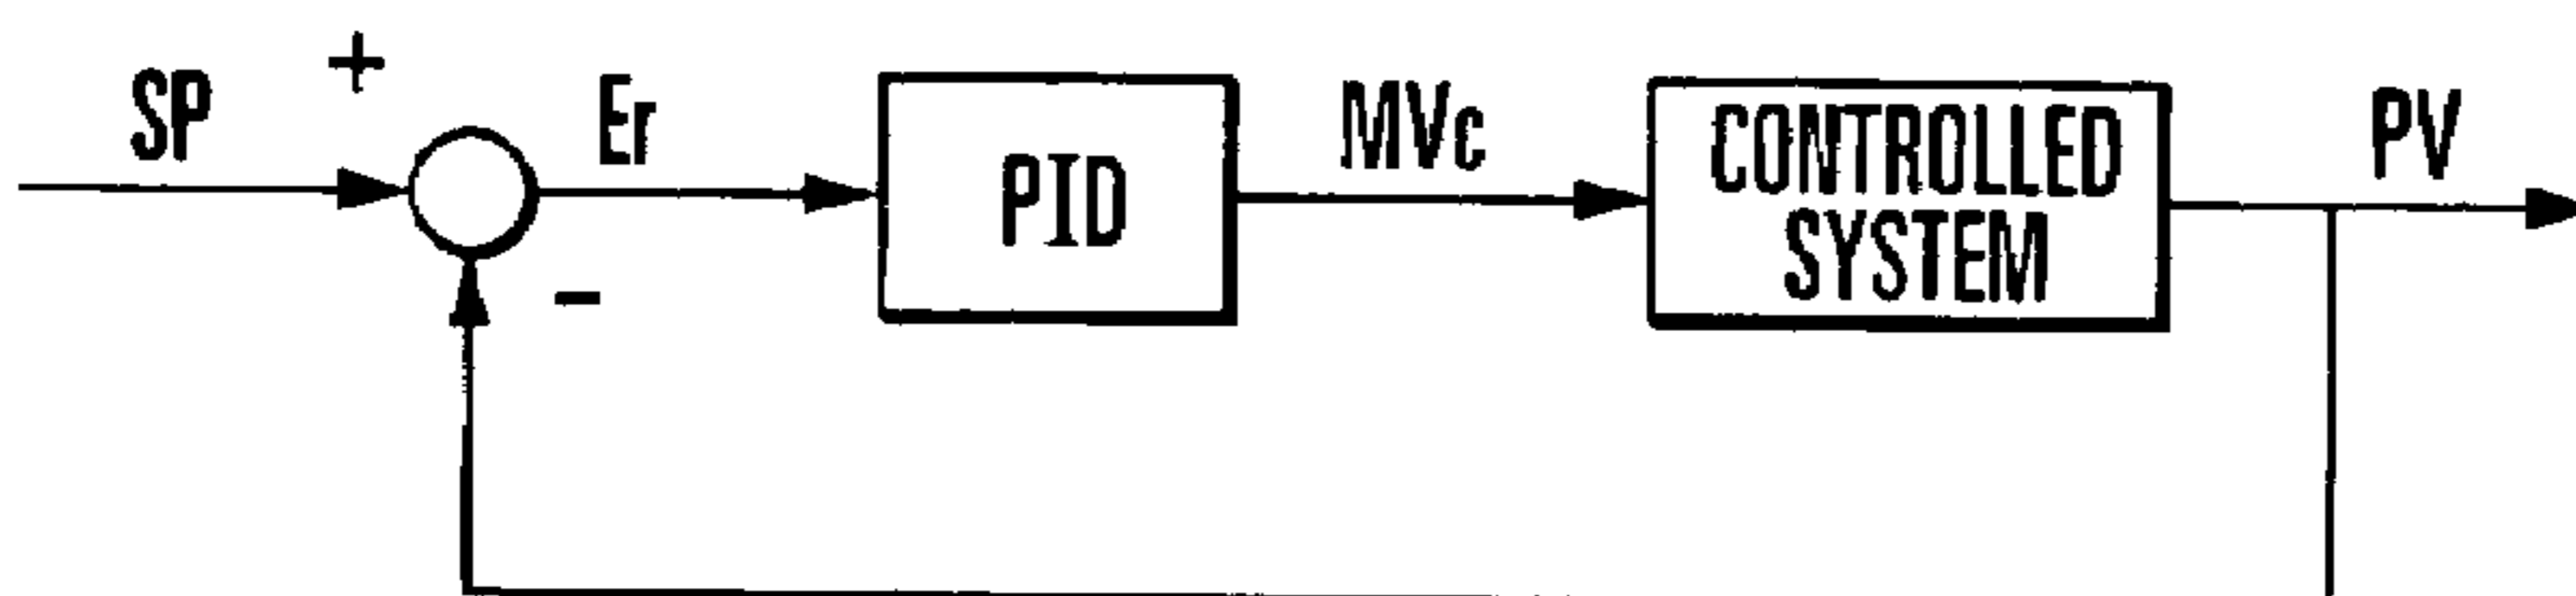 SP
+
Er
-
PID
MVc
CONTROLLED
SYSTEM
PV